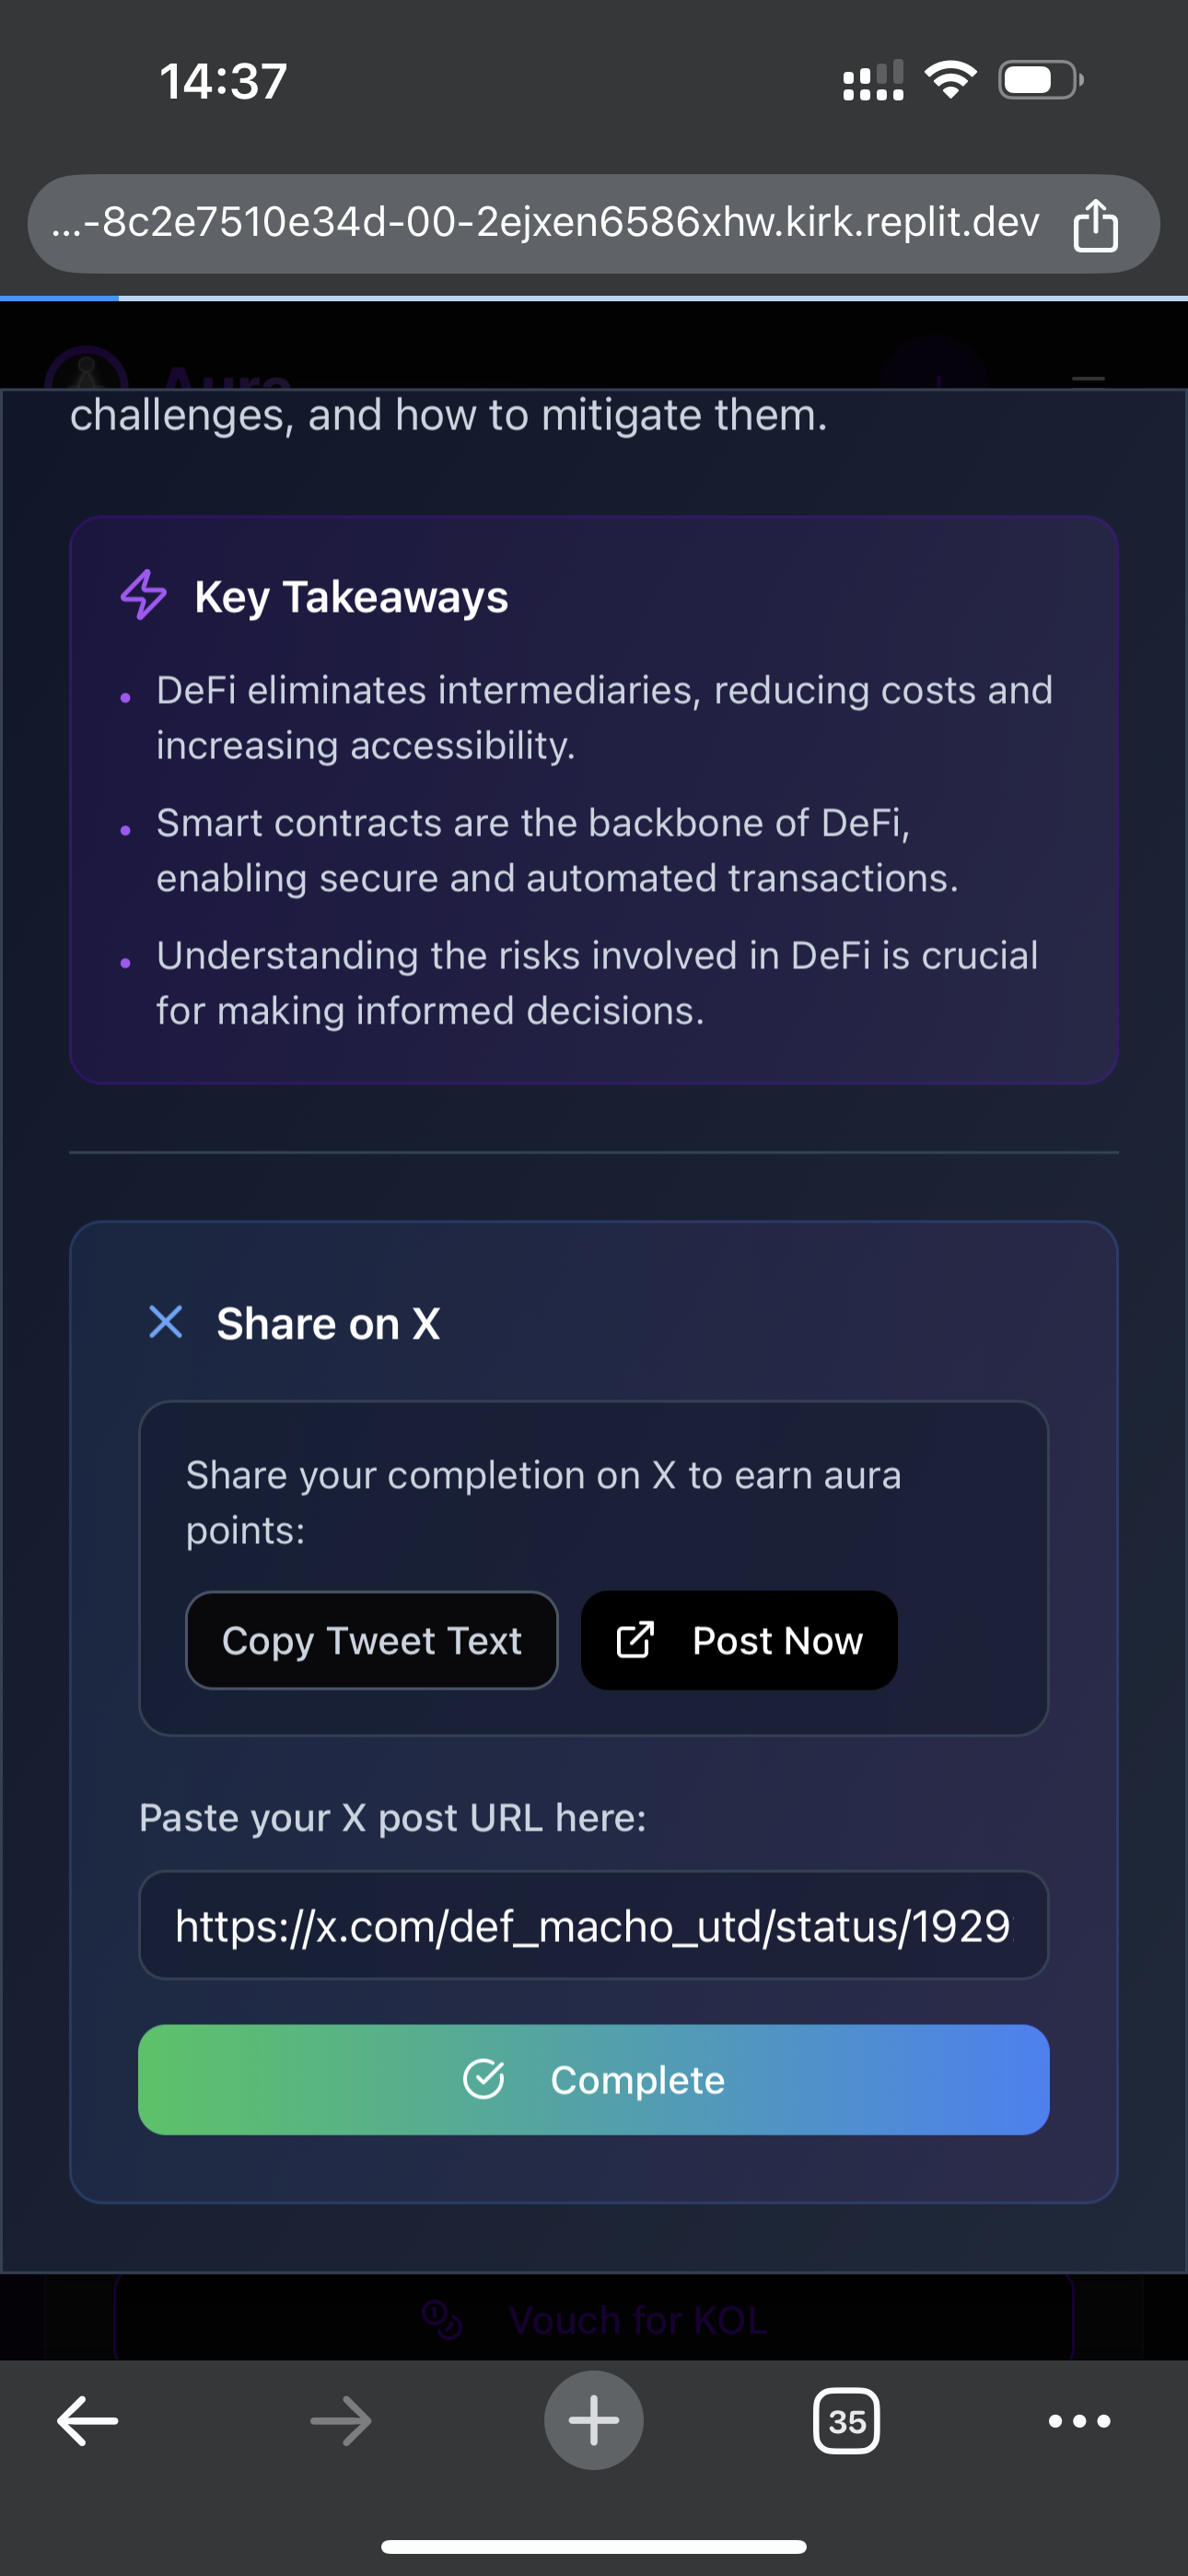 14:37
...-8c2e7510e34d-00-2ejxen6586xhw.kirk.replit.dev
Aura
challenges, and how to mitigate them.
Key Takeaways
• DeFi eliminates intermediaries, reducing costs and
increasing accessibility.
• Smart contracts are the backbone of DeFi,
enabling secure and automated transactions.
• Understanding the risks involved in DeFi is crucial
for making informed decisions.
Share on X
Share your completion on X to earn aura
points:
Copy Tweet Text
Post Now
Paste your X post URL here:
https://x.com/def_macho_utd/status/1929
Complete
Vouch for KOL
35